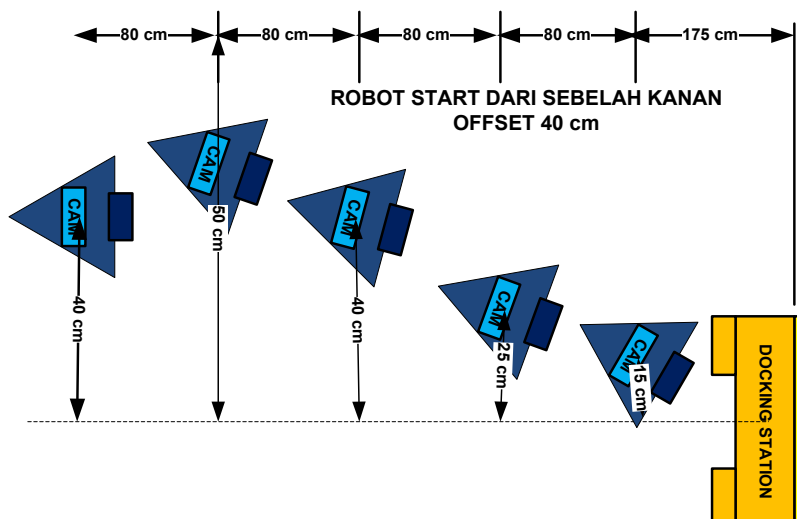 80 cm
80 cm
80 cm
80 cm
175 cm
ROBOT START DARI SEBELAH KANAN
OFFSET 40 cm
CAM
CAM
CAM
CAM
CAM
40 cm
50 cm
40 cm
25 cm
15 cm
DOCKING STATION